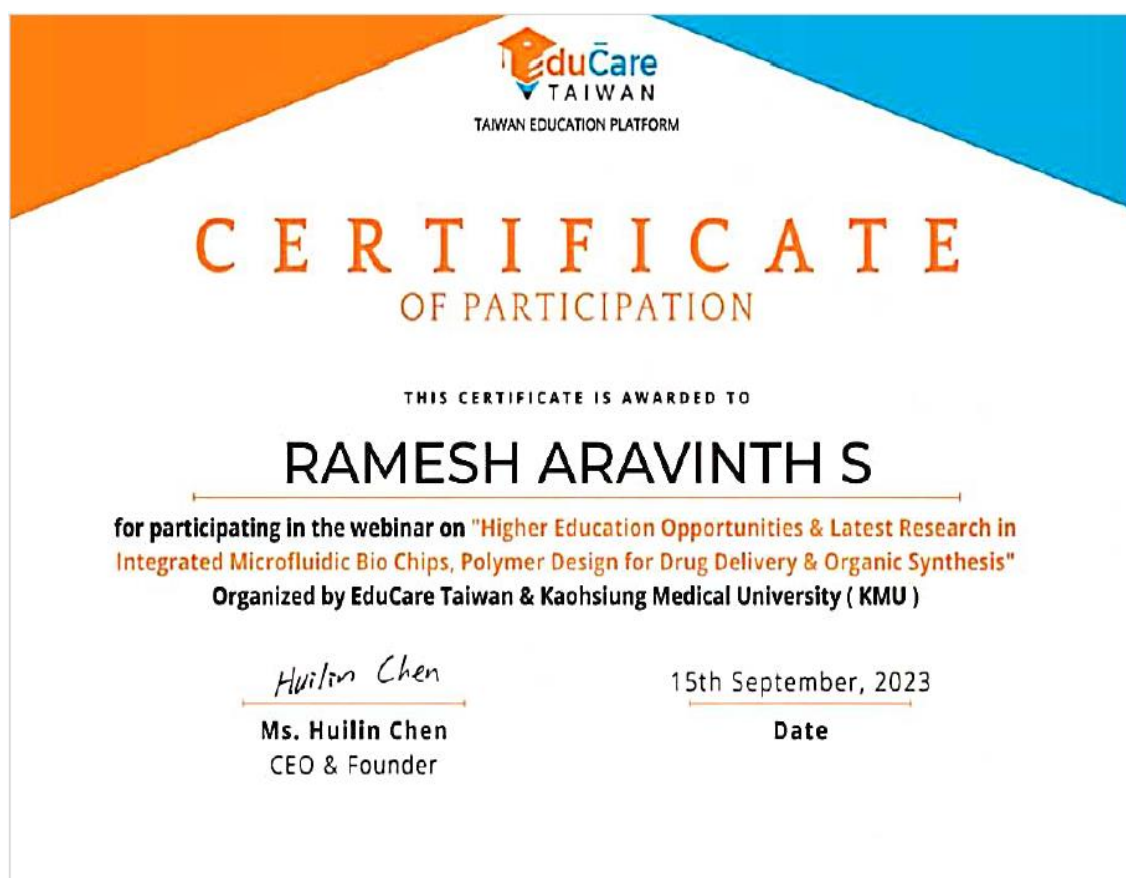 EduCare
TAIWAN
TAIWAN EDUCATION PLATFORM
CERTIFICATE
OF PARTICIPATION
THIS CERTIFICATE IS AWARDED TO
RAMESH ARAVINTH S
for participating in the webinar on "Higher Education Opportunities & Latest Research in
Integrated Microfluidic Bio Chips, Polymer Design for Drug Delivery & Organic Synthesis"
Organized by EduCare Taiwan & Kaohsiung Medical University ( KMU )
Huilin Chen
15th September, 2023
Ms. Huilin Chen
Date
CEO & Founder